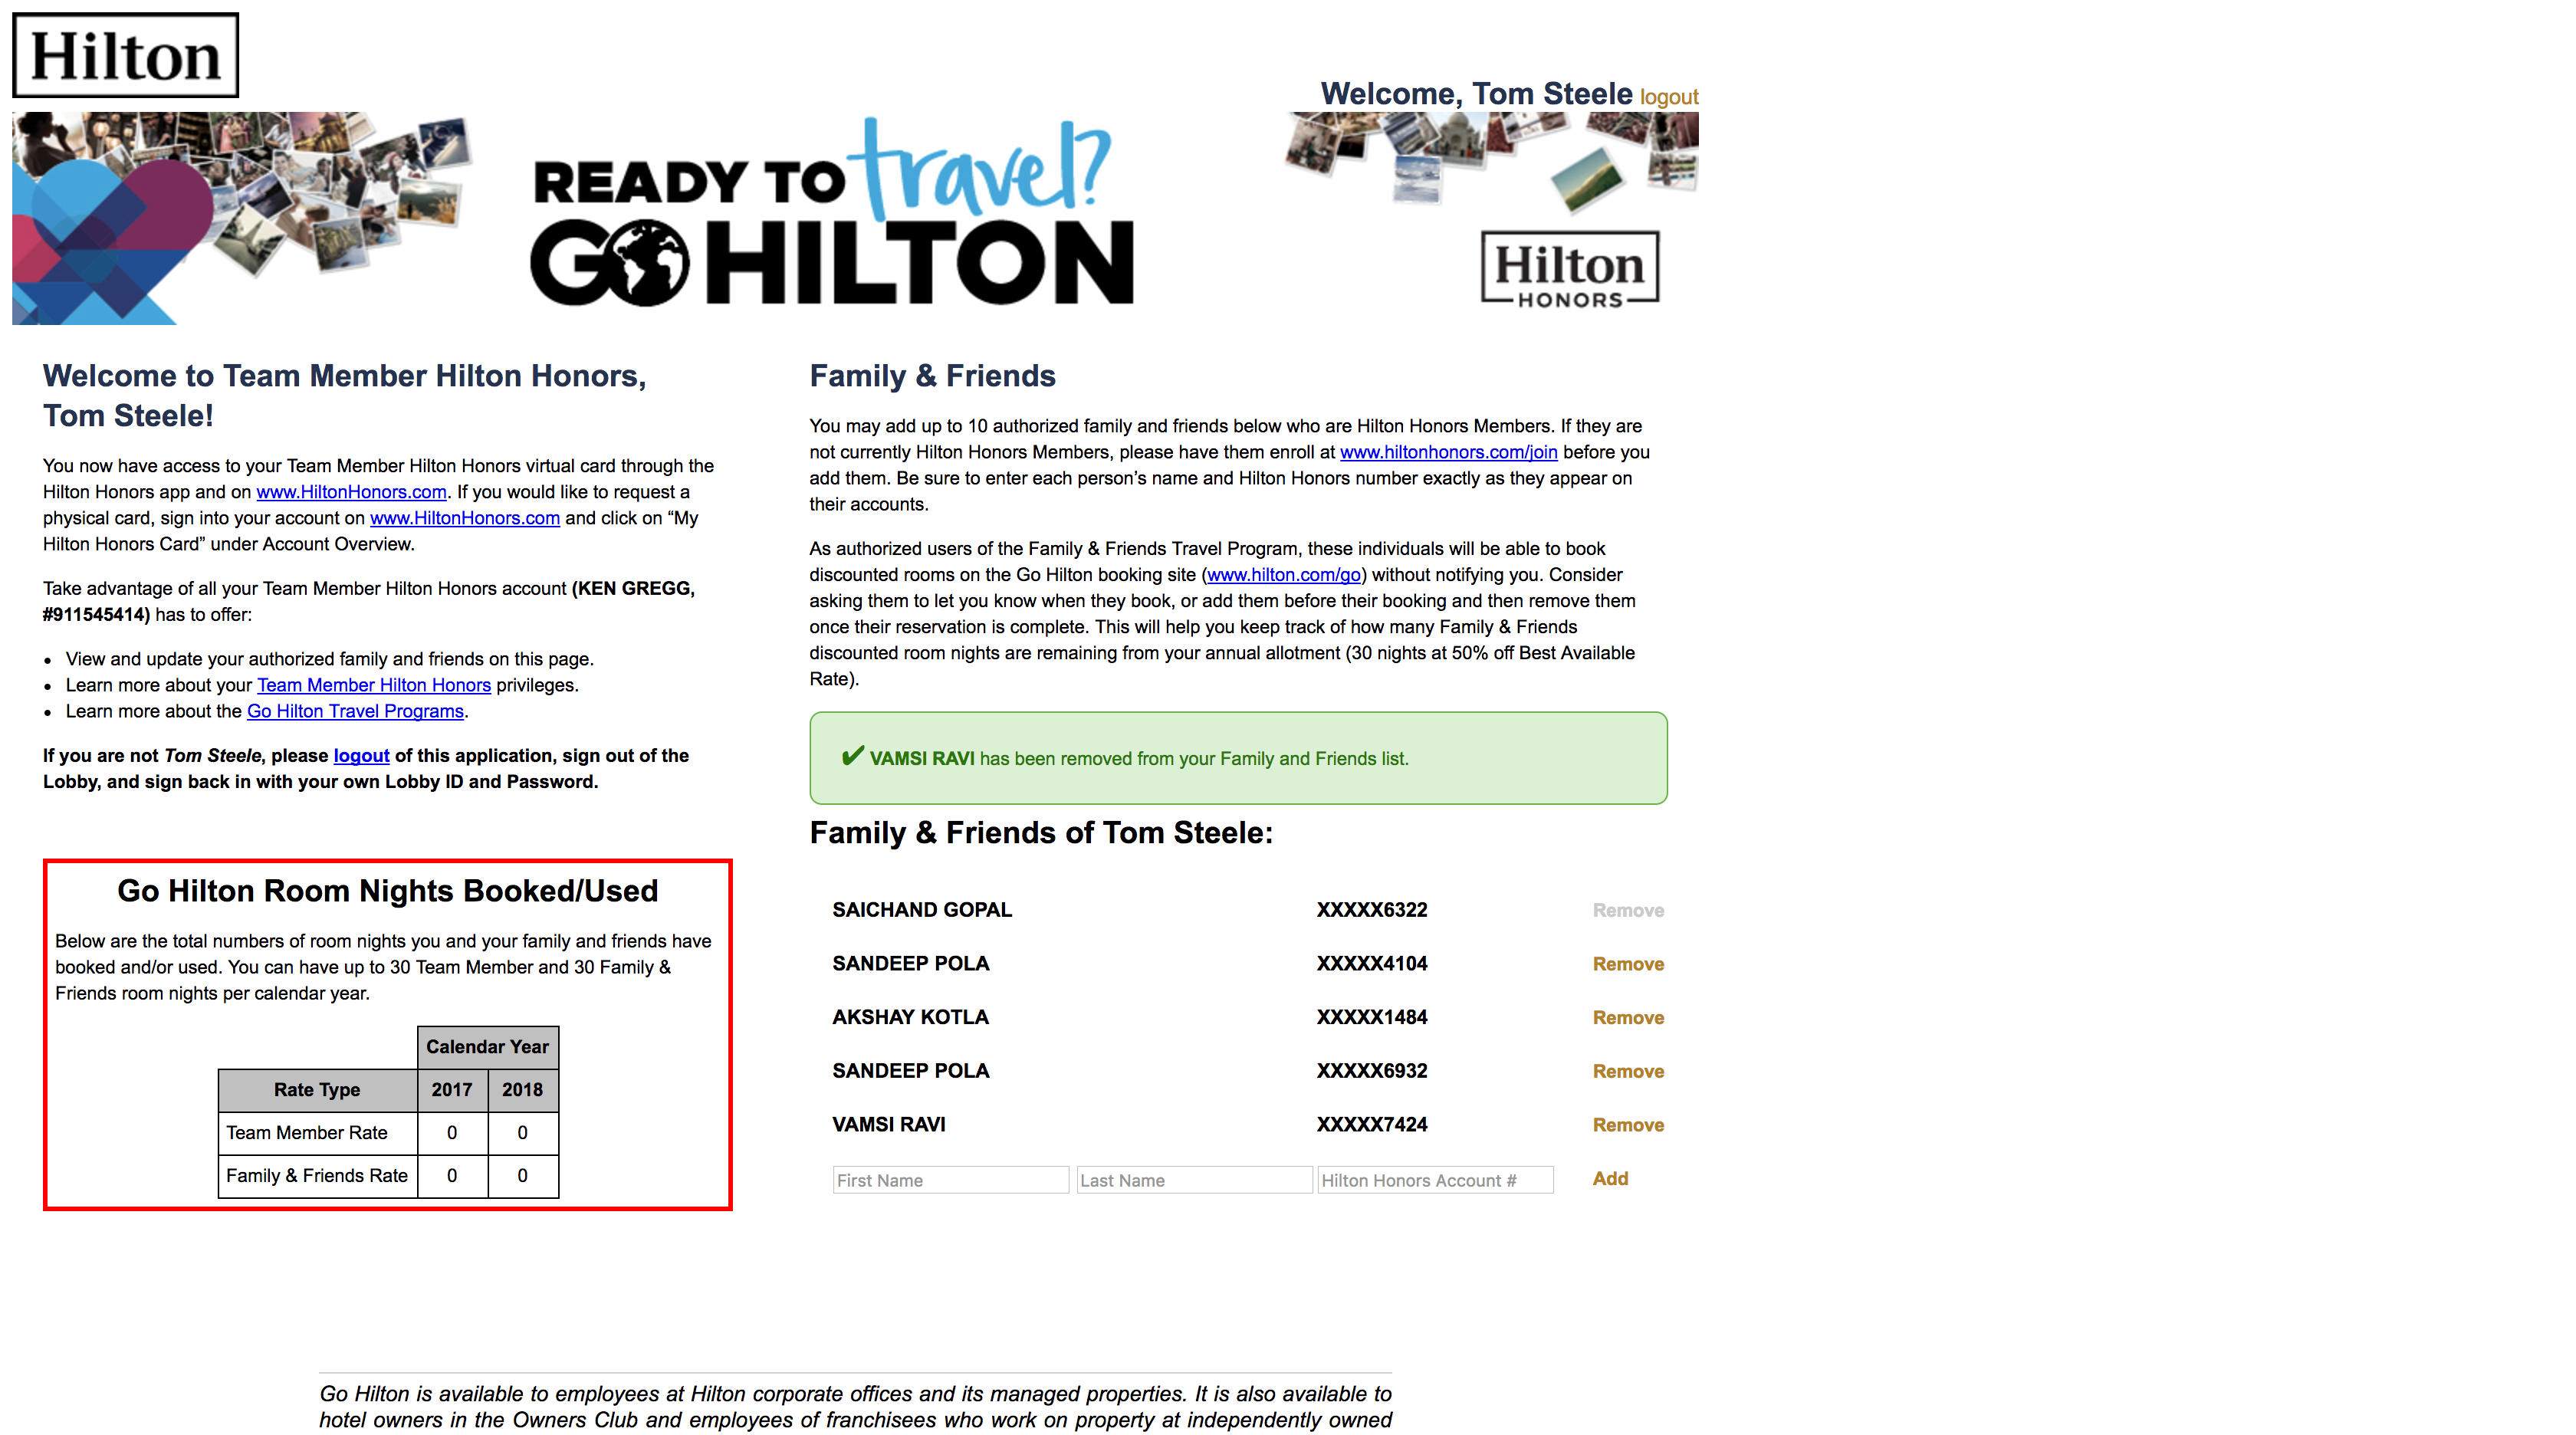 Hilton
Welcome, Tom Steele logout
READY TO travel?
GO HILTON
Hilton
HONORS
Welcome to Team Member Hilton Honors,
Tom Steele!
You now have access to your Team Member Hilton Honors virtual card through the
Hilton Honors app and on www.HiltonHonors.com. If you would like to request a
physical card, sign into your account on www.HiltonHonors.com and click on “My
Hilton Honors Card” under Account Overview.
Take advantage of all your Team Member Hilton Honors account (KEN GREGG,
#911545414) has to offer:
• View and update your authorized family and friends on this page.
• Learn more about your Team Member Hilton Honors privileges.
• Learn more about the Go Hilton Travel Programs.
If you are not Tom Steele, please logout of this application, sign out of the
Lobby, and sign back in with your own Lobby ID and Password.
Go Hilton Room Nights Booked/Used
Below are the total numbers of room nights you and your family and friends have
booked and/or used. You can have up to 30 Team Member and 30 Family &
Friends room nights per calendar year.
Calendar Year
Rate Type 2017 2018
Team Member Rate 0 0
Family & Friends Rate 0 0
Family & Friends
You may add up to 10 authorized family and friends below who are Hilton Honors Members. If they are
not currently Hilton Honors Members, please have them enroll at www.hiltonhonors.com/join before you
add them. Be sure to enter each person’s name and Hilton Honors number exactly as they appear on
their accounts.
As authorized users of the Family & Friends Travel Program, these individuals will be able to book
discounted rooms on the Go Hilton booking site (www.hilton.com/go) without notifying you. Consider
asking them to let you know when they book, or add them before their booking and then remove them
once their reservation is complete. This will help you keep track of how many Family & Friends
discounted room nights are remaining from your annual allotment (30 nights at 50% off Best Available
Rate).
✔ VAMSI RAVI has been removed from your Family and Friends list.
Family & Friends of Tom Steele:
SAICHAND GOPAL XXXXX6322 Remove
SANDEEP POLA XXXXX4104 Remove
AKSHAY KOTLA XXXXX1484 Remove
SANDEEP POLA XXXXX6932 Remove
VAMSI RAVI XXXXX7424 Remove
First Name Last Name Hilton Honors Account # Add
Go Hilton is available to employees at Hilton corporate offices and its managed properties. It is also available to
hotel owners in the Owners Club and employees of franchisees who work on property at independently owned